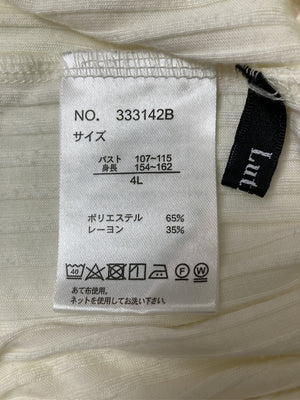 NO. 333142B
サイズ
バスト 107~115
身長 154~162
4L
ポリエステル 65%
レーヨン 35%
40 F W
あて布使用。
ネットを使用してお洗い下さい。
Lut